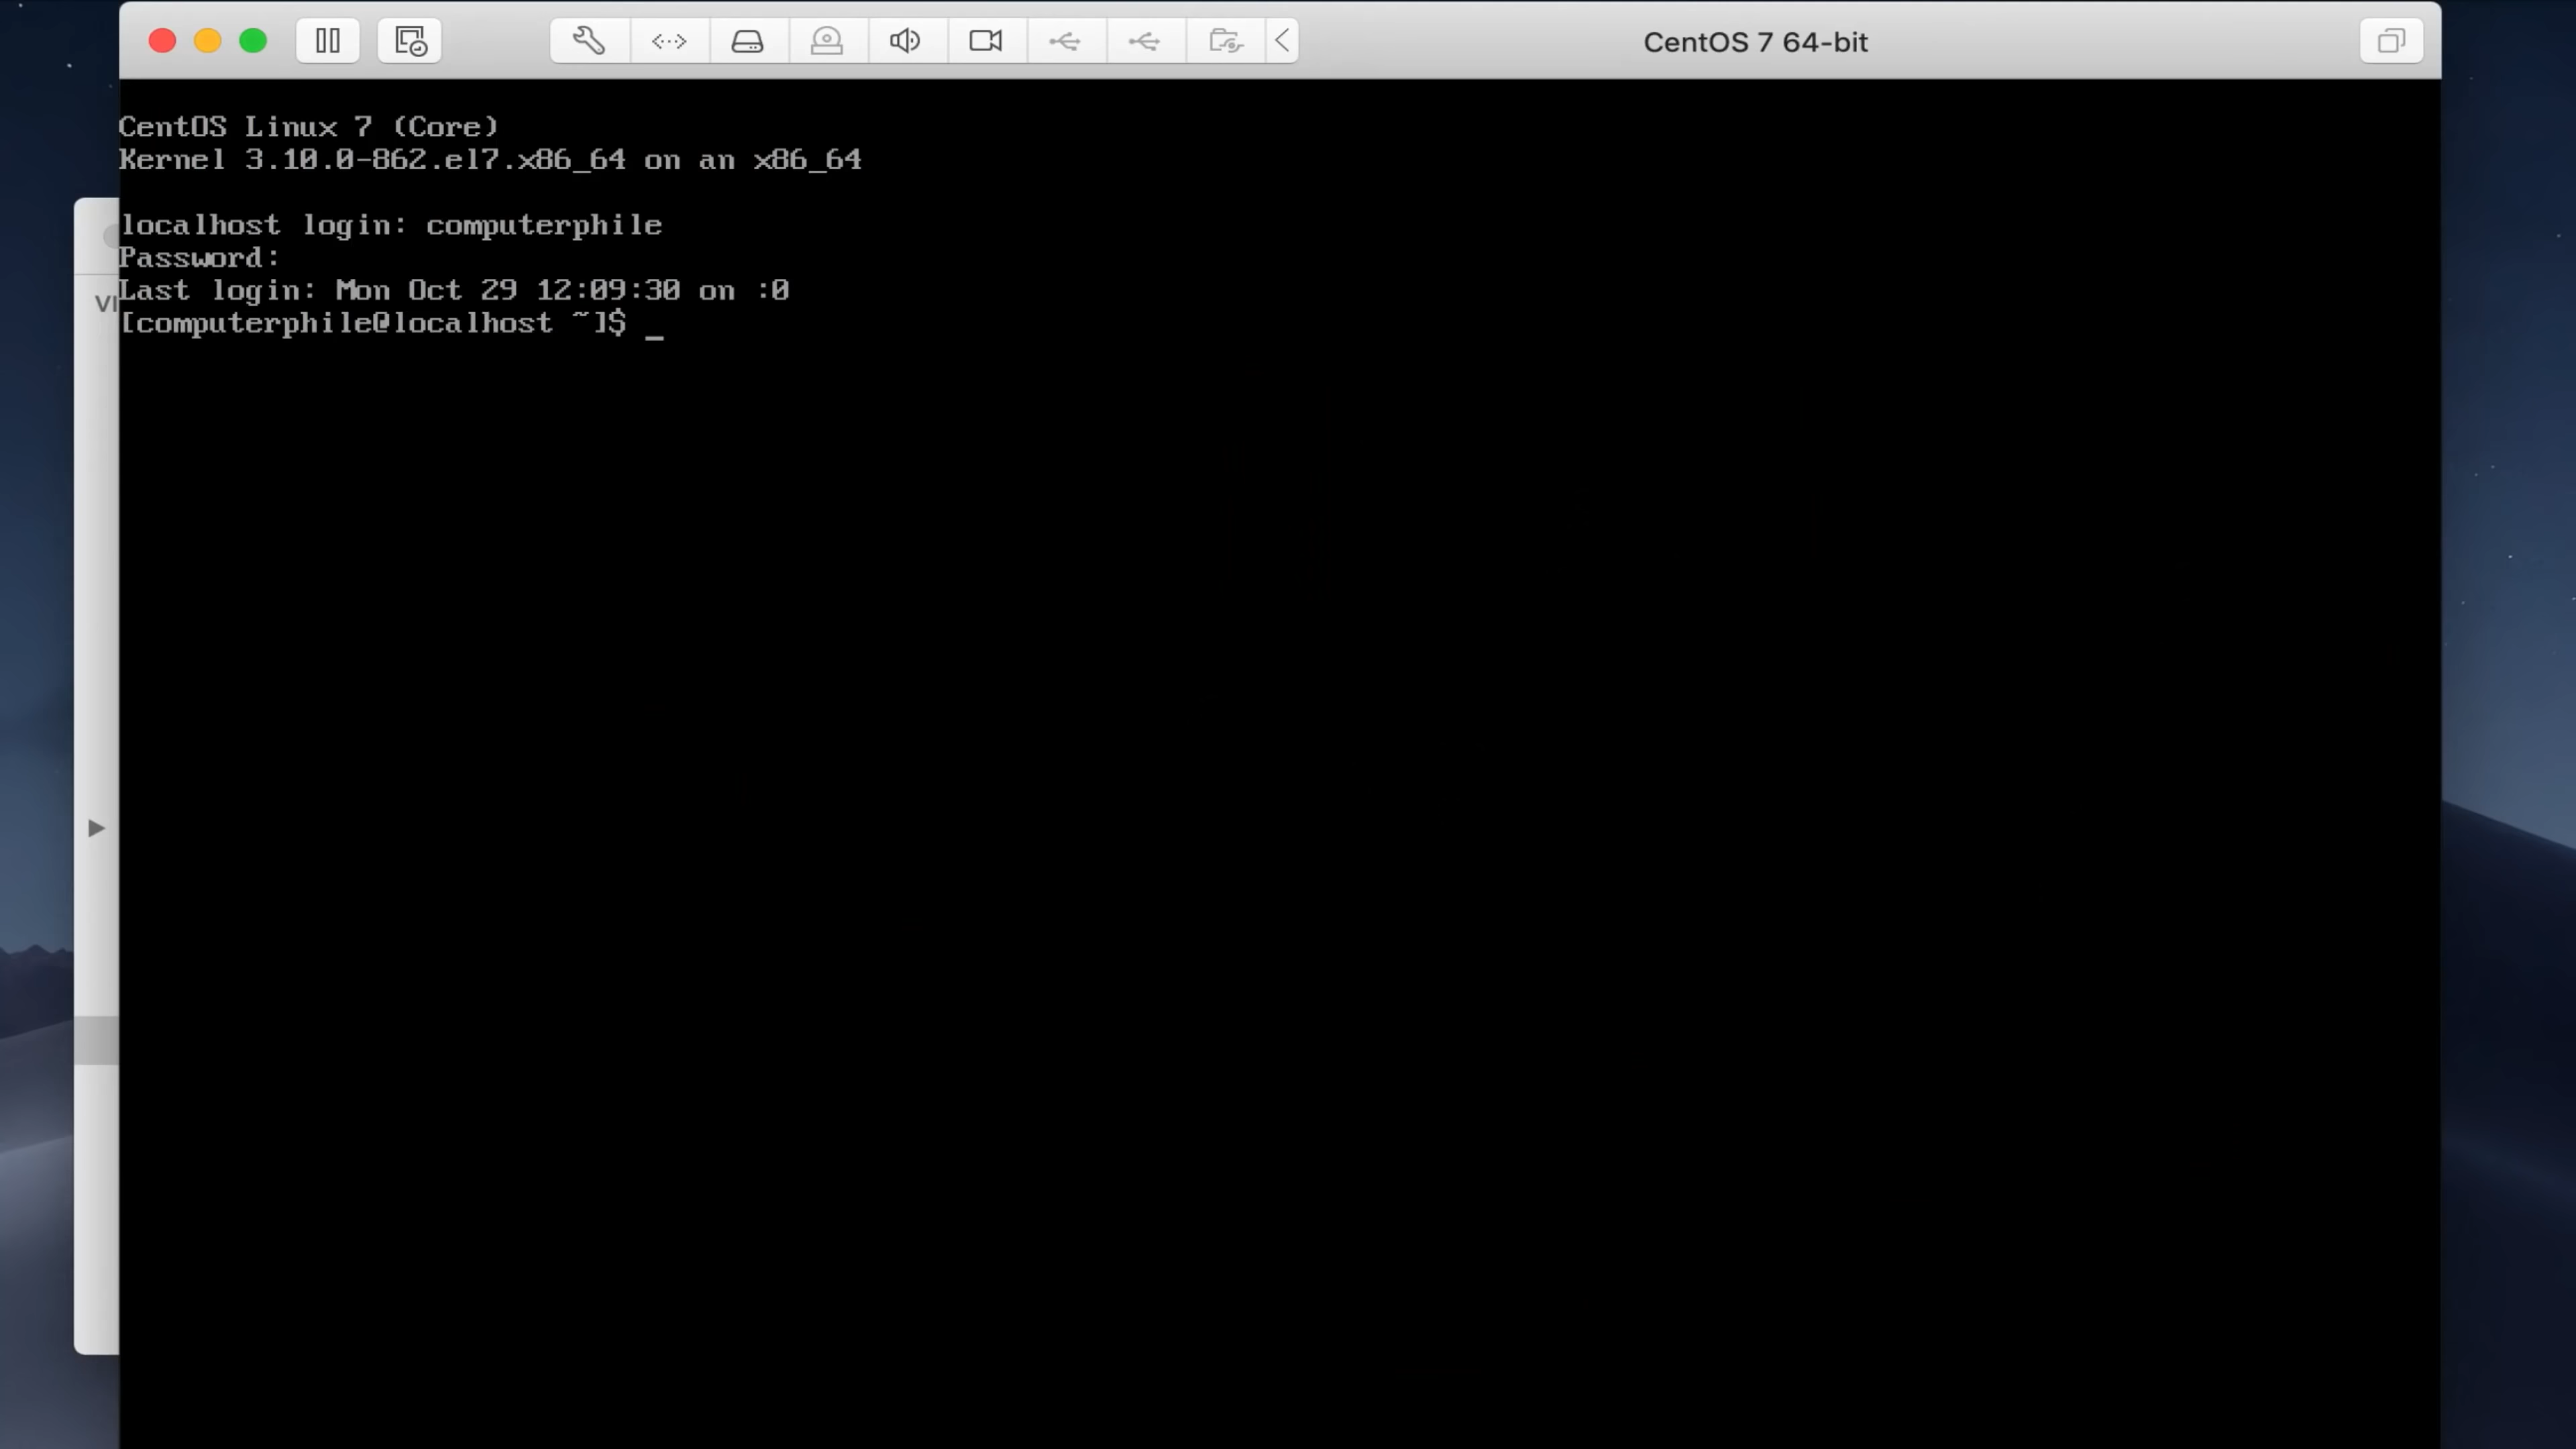 CentOS 7 64-bit
CentOS Linux 7 (Core)
Kernel 3.10.0-862.el7.x86_64 on an x86_64
localhost login: computerphile
Password:
Last login: Mon Oct 29 12:09:30 on :0
[computerphile@localhost ~]$ _
VI